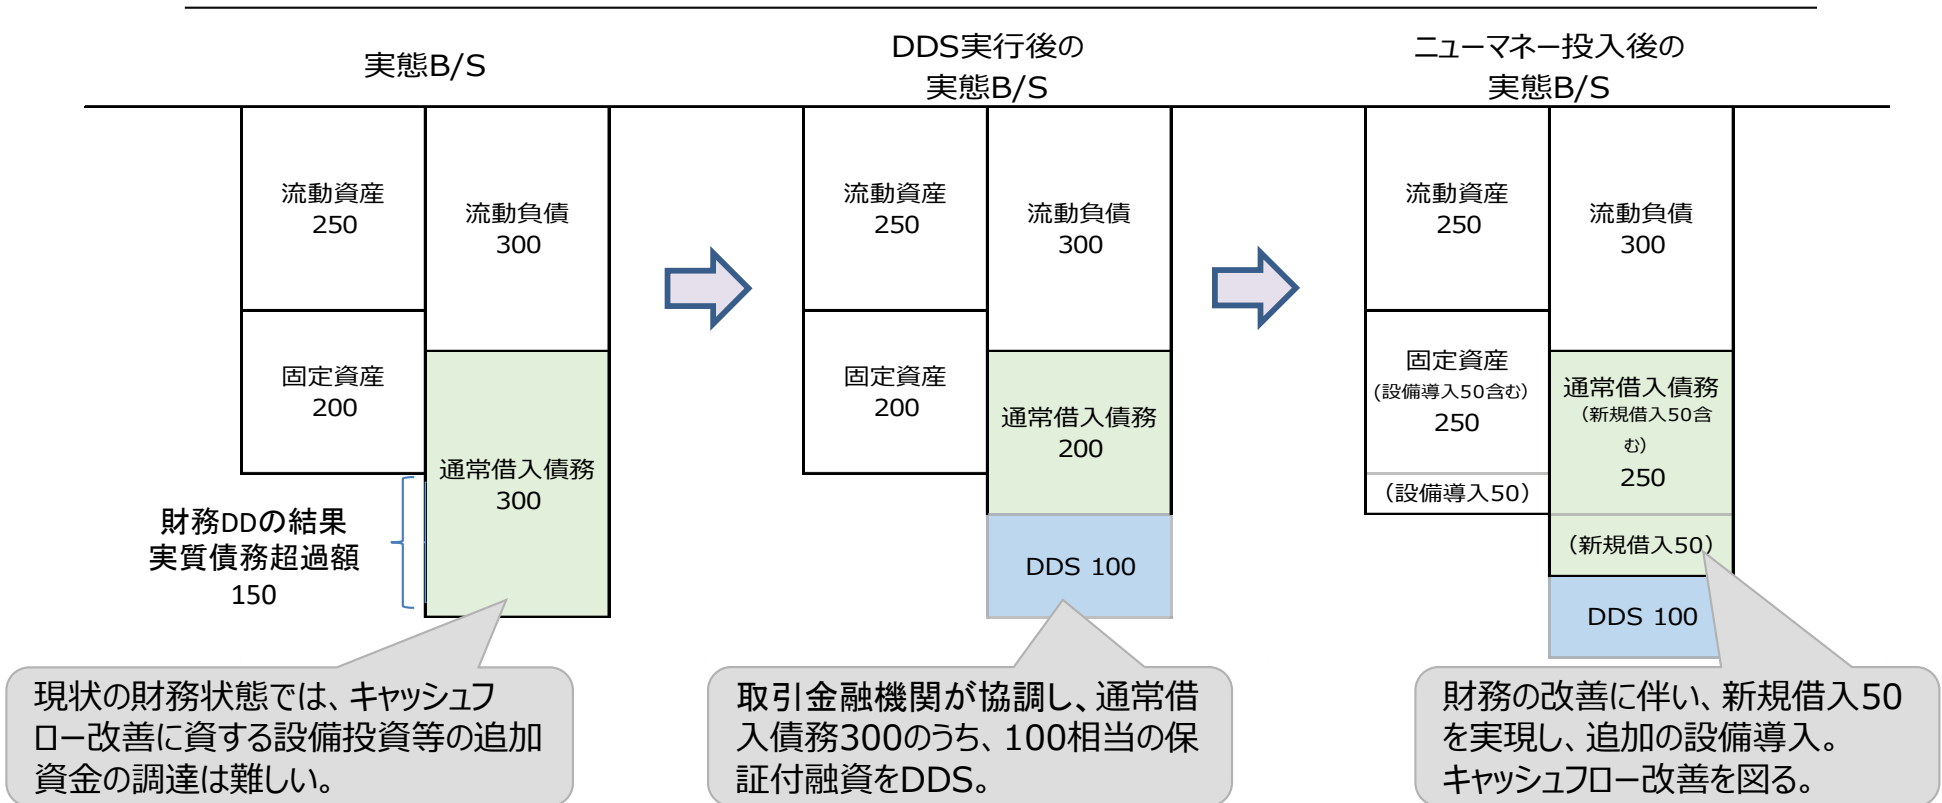 実態B/S
DDS実行後の
実態B/S
ニューマネー投入後の
実態B/S
流動資産
250
流動負債
300
固定資産
200
通常借入債務
300
財務DDの結果
実質債務超過額
150
流動資産
250
流動負債
300
固定資産
200
通常借入債務
200
DDS 100
流動資産
250
流動負債
300
固定資産
(設備導入50含む)
250
(設備導入50)
通常借入債務
(新規借入50含
む)
250
(新規借入50)
DDS 100
現状の財務状態では、キャッシュフ
ロー改善に資する設備投資等の追加
資金の調達は難しい。
取引金融機関が協調し、通常借
入債務300のうち、100相当の保
証付融資をDDS。
財務の改善に伴い、新規借入50
を実現し、追加の設備導入。
キャッシュフロー改善を図る。